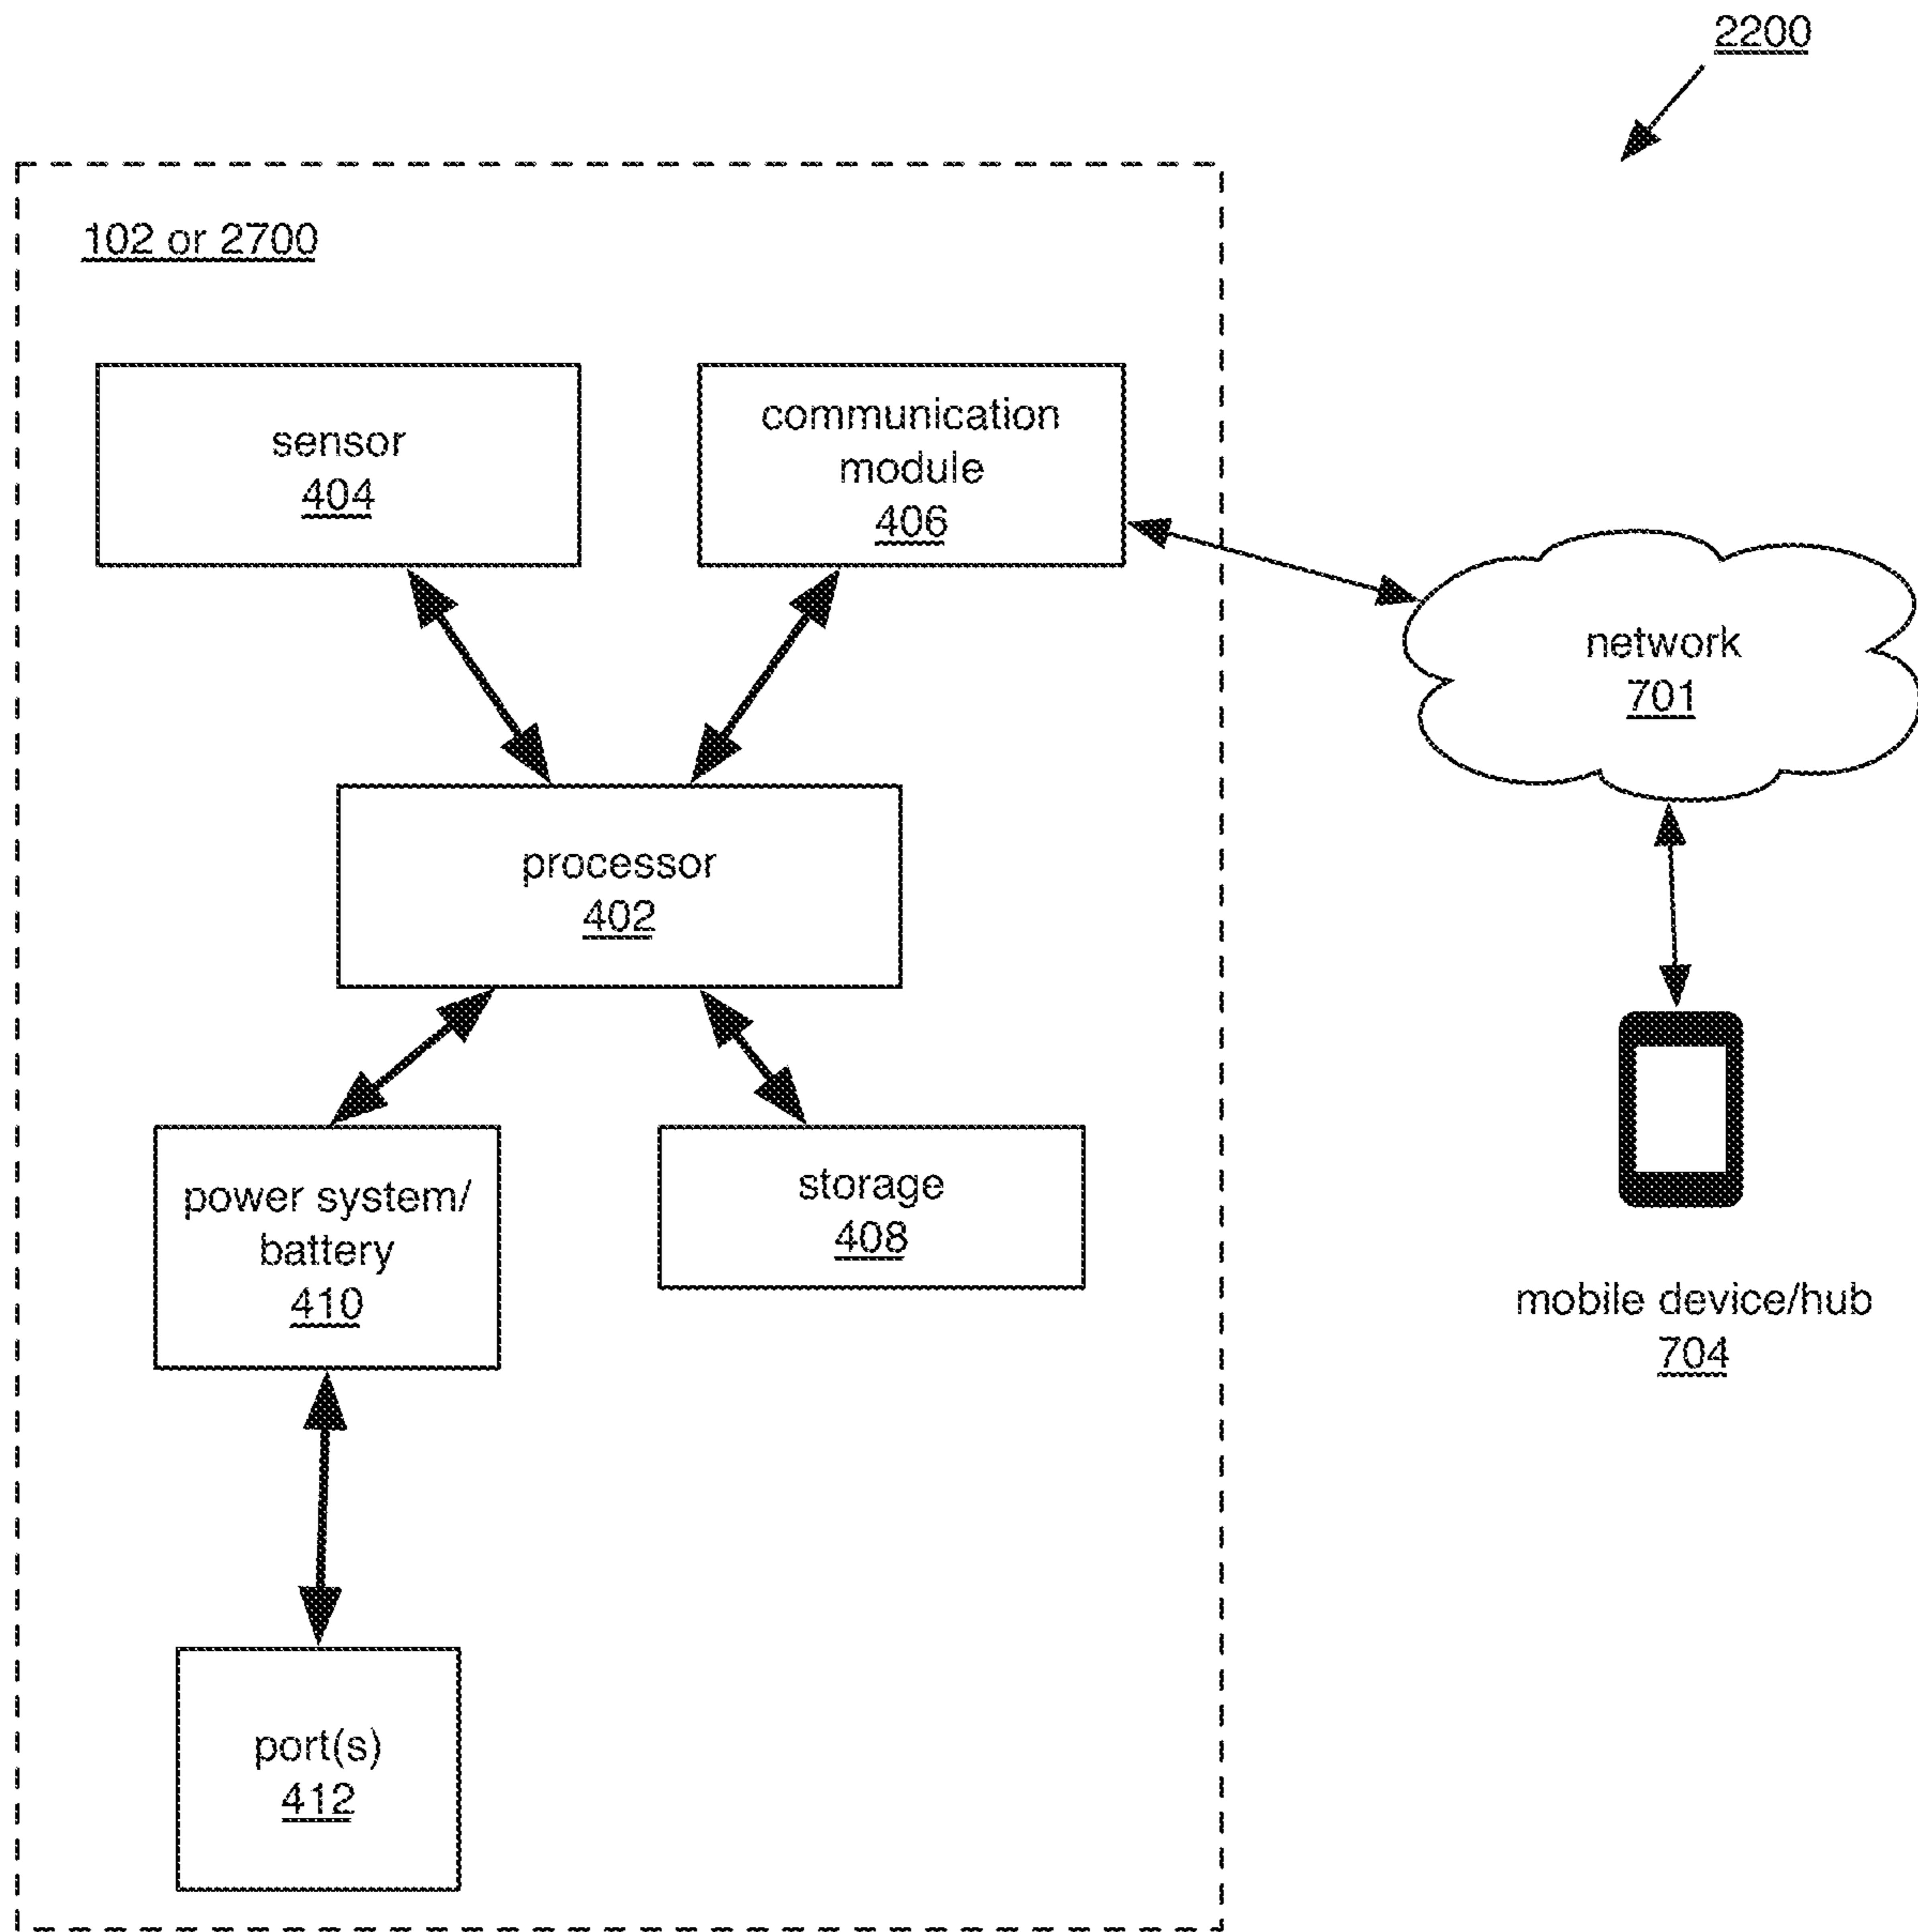 2200
102 or 2700
sensor
404
communication
module
406
network
701
processor
402
power system/
battery
410
storage
408
mobile device/hub
704
port(s)
412